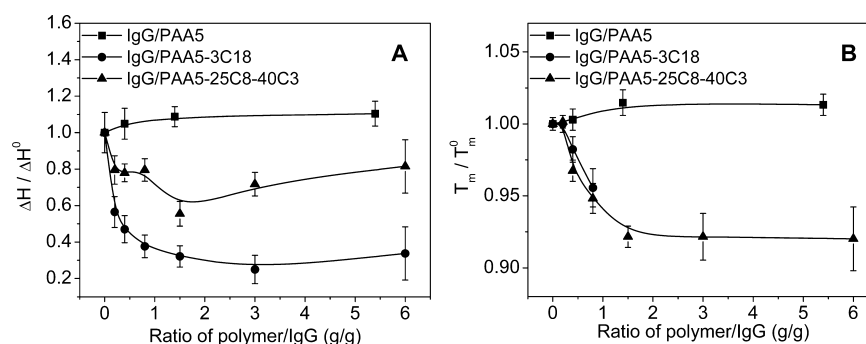 1.6
1.4
1.2
1.0
0.8
0.6
0.4
0.2
ΔH / ΔH⁰
IgG/PAA5
IgG/PAA5-3C18
IgG/PAA5-25C8-40C3
A
0 1 2 3 4 5 6
Ratio of polymer/IgG (g/g)
1.05
1.00
0.95
0.90
Tₘ / Tₘ⁰
IgG/PAA5
IgG/PAA5-3C18
IgG/PAA5-25C8-40C3
B
0 1 2 3 4 5 6
Ratio of polymer/IgG (g/g)